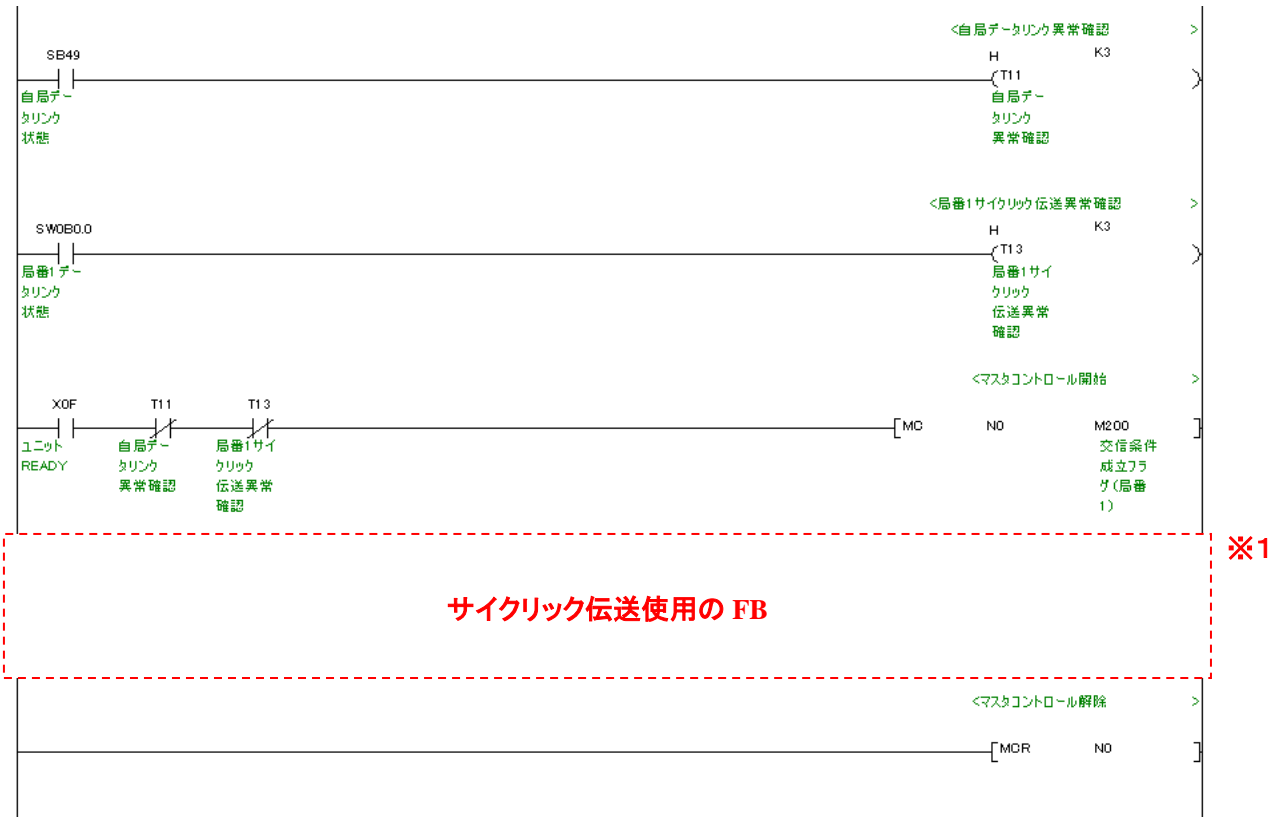 <自局データリンク異常確認 >
SB49
H K3
T11
自局デー
タリンク
状態
自局デー
タリンク
異常確認
<局番1サイクリック伝送異常確認 >
SW0B0.0
H K3
T13
局番1デー
タリンク
状態
局番1サイ
クリック
伝送異常
確認
<マスタコントロール開始 >
X0F T11 T13
MC N0 M200
ユニット
READY
自局デー
タリンク
異常確認
局番1サイ
クリック
伝送異常
確認
交信条件
成立フラ
グ(局番
1)
※1
サイクリック伝送使用の FB
<マスタコントロール解除 >
MCR N0